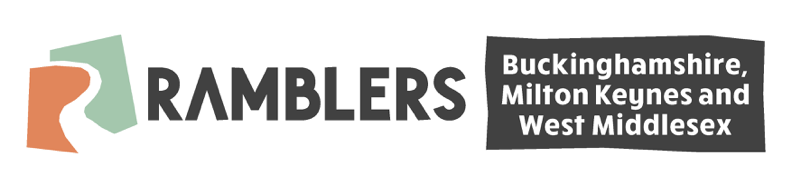 RAMBLERS
Buckinghamshire,
Milton Keynes and
West Middlesex